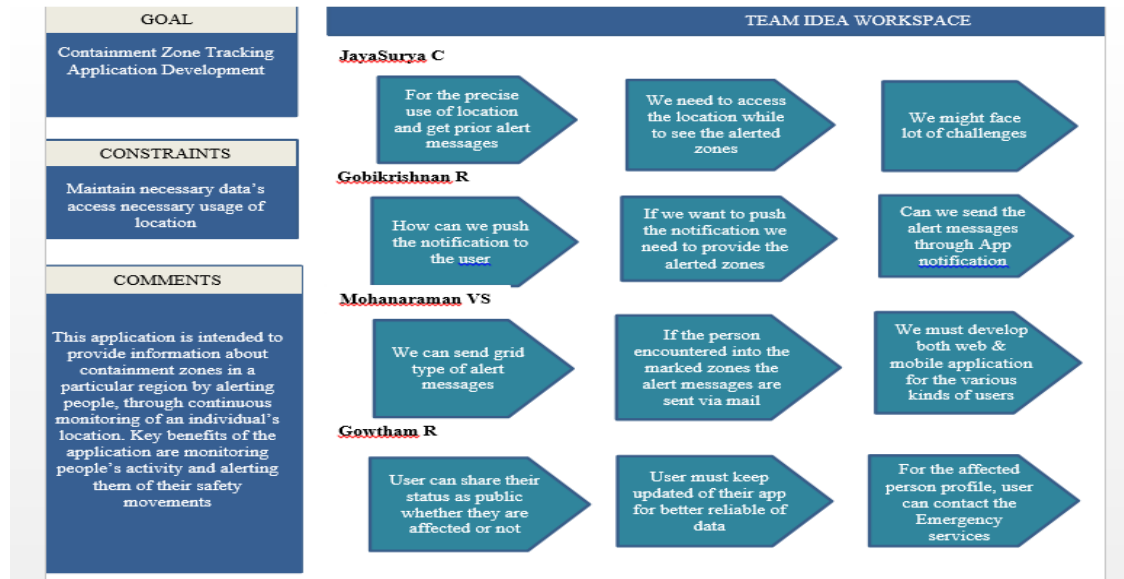 GOAL
Containment Zone Tracking
Application Development
CONSTRAINTS
Maintain necessary data's
access necessary usage of
location
COMMENTS
This application is intended to
provide information about
containment zones in a
particular region by alerting
people, through continuous
monitoring of an individual's
location. Key benefits of the
application are monitoring
people's activity and alerting
them of their safety
movements
TEAM IDEA WORKSPACE
JayaSurya C
For the precise
use of location
and get prior alert
messages
We need to access
the location while
to see the alerted
zones
We might face
lot of challenges
Gobikrishnan R
How can we push
the notification to
the user
If we want to push
the notification we
need to provide the
alerted zones
Can we send the
alert messages
through App
notification
Mohanaraman VS
We can send grid
type of alert
messages
If the person
encountered into the
marked zones the
alert messages are
sent via mail
We must develop
both web &
mobile application
for the various
kinds of users
Gowtham R
User can share their
status as public
whether they are
affected or not
User must keep
updated of their app
for better reliable of
data
For the affected
person profile, user
can contact the
Emergency
services